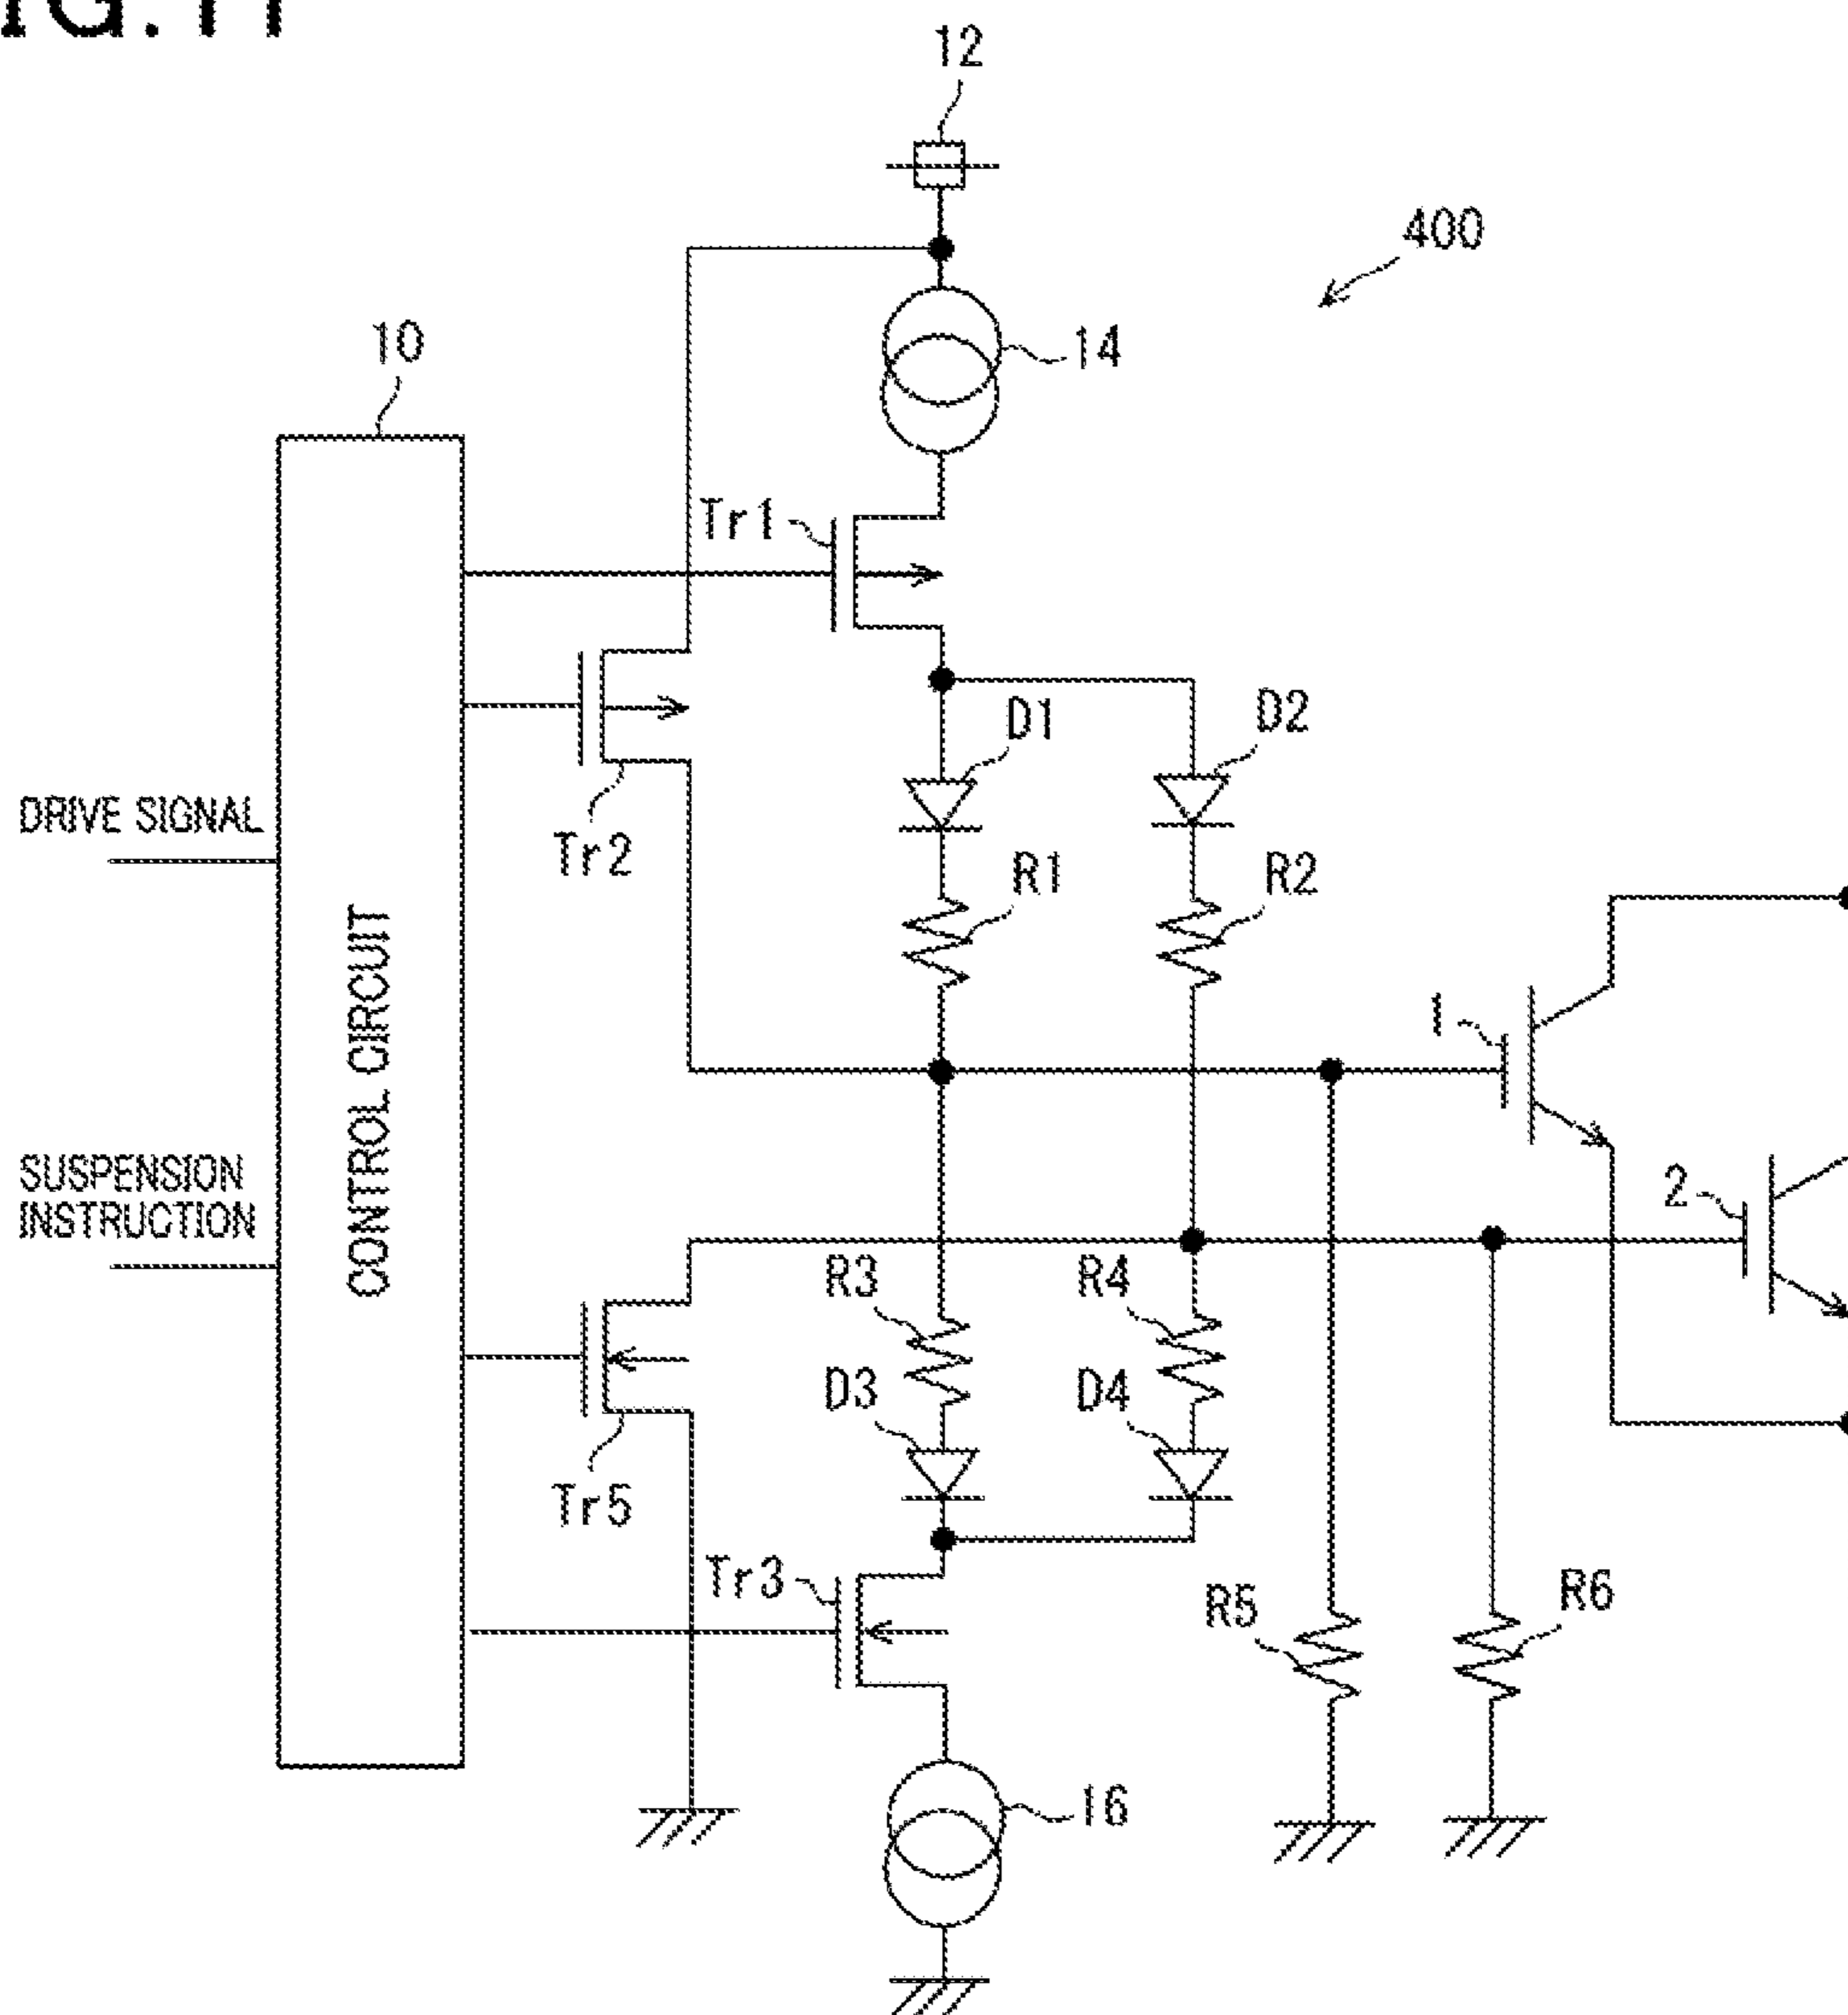 FIG. 11
12
400
14
10
Tr1
D1
D2
DRIVE SIGNAL
Tr2
R1
R2
CONTROL CIRCUIT
1
SUSPENSION
INSTRUCTION
2
R3
R4
D3
D4
Tr5
Tr3
R5
R6
16